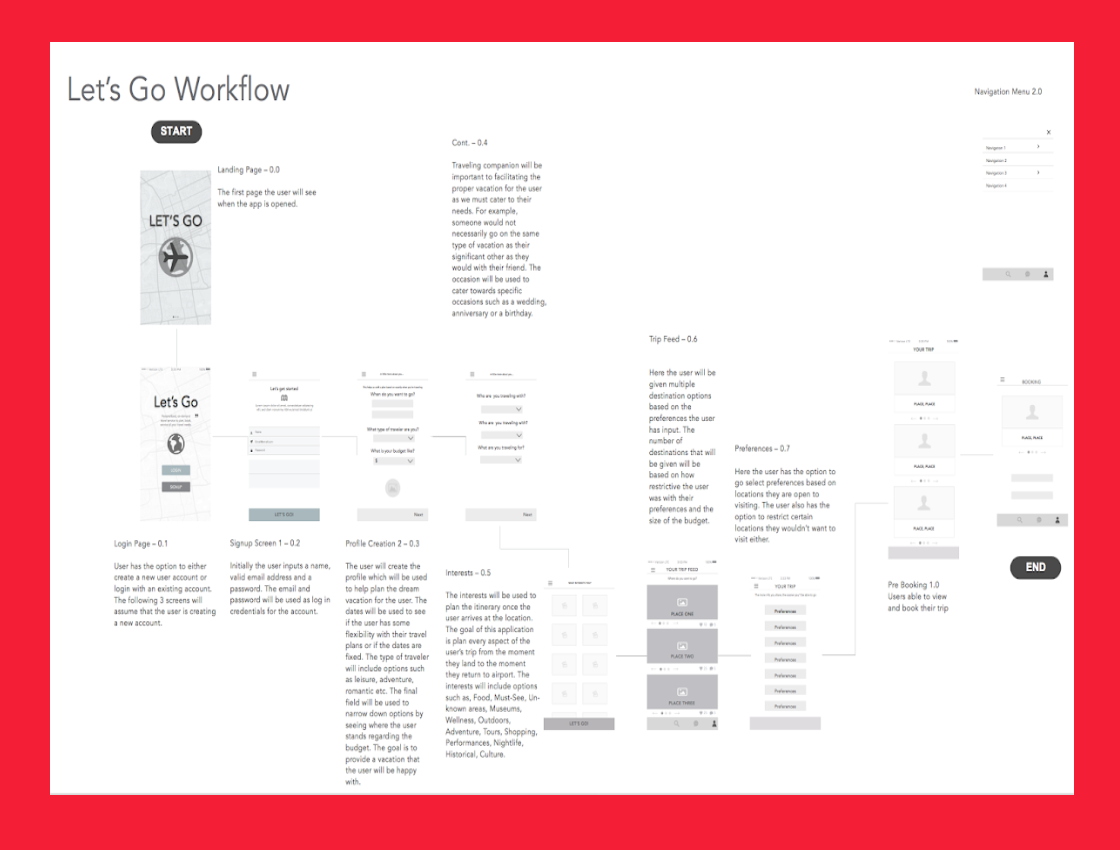 Let's Go Workflow
Navigation Menu 2.0
START
Landing Page – 0.0
The first page the user will see
when the app is opened.
LET'S GO
Cont. – 0.4
Traveling companion will be
important to facilitating the
proper vacation for the user
as we must cater to their
needs. For example,
someone would not
necessarily go on the same
type of vacation as their
significant other as they
would with their friend. The
occasion will be used to
cater towards specific
occasions such as a wedding,
anniversary or a birthday.
Navigation 1
Navigation 2
Navigation 3
Navigation 4
Let's Go
LOGIN
SIGNUP
Let's get started
LET'S GO!
When do you want to go?
What type of traveler are you?
What is your budget like?
$
Next
Who are you traveling with?
Who are you traveling with?
What are you traveling for?
Next
Login Page – 0.1
User has the option to either
create a new user account or
login with an existing account.
The following 3 screens will
assume that the user is creating
a new account.
Signup Screen 1 – 0.2
Initially the user inputs a name,
valid email address and a
password. The email and
password will be used as log in
credentials for the account.
Profile Creation 2 – 0.3
The user will create the
profile which will be used
to help plan the dream
vacation for the user. The
dates will be used to see
if the user has some
flexibility with their travel
plans or if the dates are
fixed. The type of traveler
will include options such
as leisure, adventure,
romantic etc. The final
field will be used to
narrow down options by
seeing where the user
stands regarding the
budget. The goal is to
provide a vacation that
the user will be happy
with.
Interests – 0.5
The interests will be used to
plan the itinerary once the
user arrives at the location.
The goal of this application
is plan every aspect of the
user's trip from the moment
they land to the moment
they return to airport. The
interests will include options
such as, Food, Must-See, Un-
known areas, Museums,
Wellness, Outdoors,
Adventure, Tours, Shopping,
Performances, Nightlife,
Historical, Culture.
LET'S GO!
Trip Feed – 0.6
Here the user will be
given multiple
destination options
based on the
preferences the user
has input. The
number of
destinations that will
be given will be
based on how
restrictive the user
was with their
preferences and the
size of the budget.
YOUR TRIP FEED
Where do you want to go?
PLACE ONE
PLACE TWO
PLACE THREE
Preferences – 0.7
Here the user has the option to
go select preferences based on
locations they are open to
visiting. The user also has the
option to restrict certain
locations they wouldn't want to
visit either.
YOUR TRIP
Preferences
Preferences
Preferences
Preferences
Preferences
Preferences
Preferences
YOUR TRIP
PLACE, PLACE
PLACE, PLACE
PLACE, PLACE
Pre Booking 1.0
Users able to view
and book their trip
BOOKING
PLACE, PLACE
END